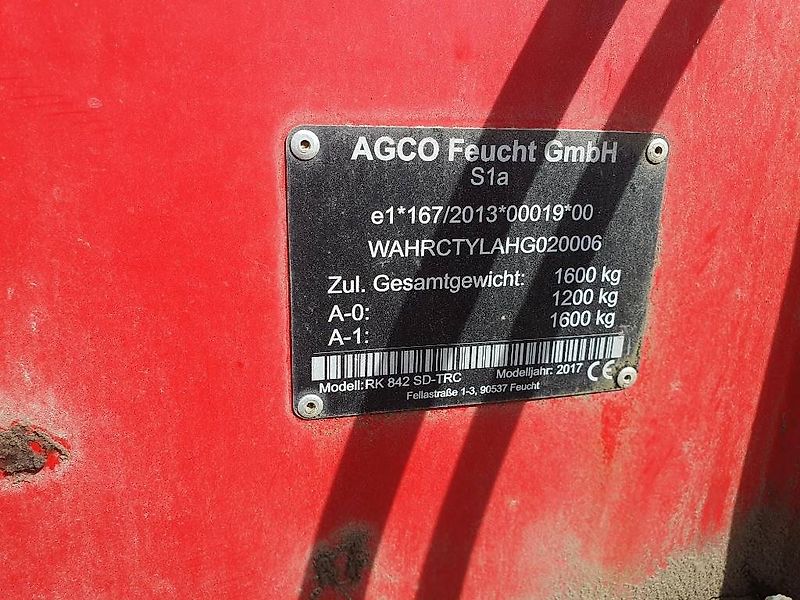 AGCO Feucht GmbH
S1a
e1*167/2013*00019*00
WAHRCTYLAHG020006
Zul. Gesamtgewicht: 1600 kg
A-0: 1200 kg
A-1: 1600 kg
Modell: RK 842 SD-TRC Modelljahr: 2017 CE
Fellastraße 1-3, 90537 Feucht